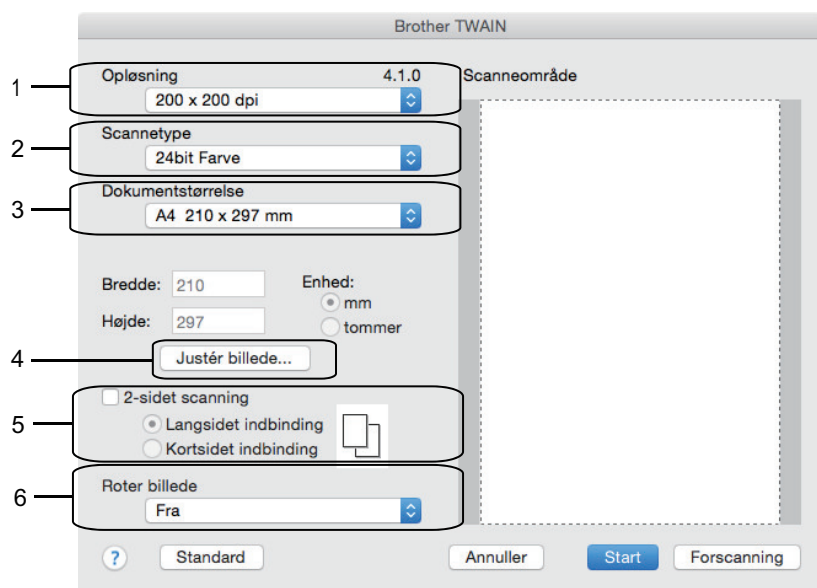 Brother TWAIN
1
Opløsning 4.1.0
200 x 200 dpi
Scanneområde
2
Scannetype
24bit Farve
3
Dokumentstørrelse
A4 210 x 297 mm
Bredde: 210
Enhed:
mm
Højde: 297
tommer
4
Justér billede...
5
2-sidet scanning
Langsidet indbinding
Kortsidet indbinding
6
Roter billede
Fra
? Standard Annuller Start Forscanning